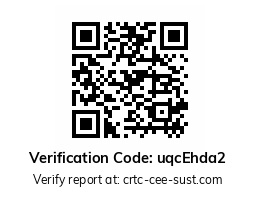 Verification Code: uqcEhda2
Verify report at: crtc-cee-sust.com